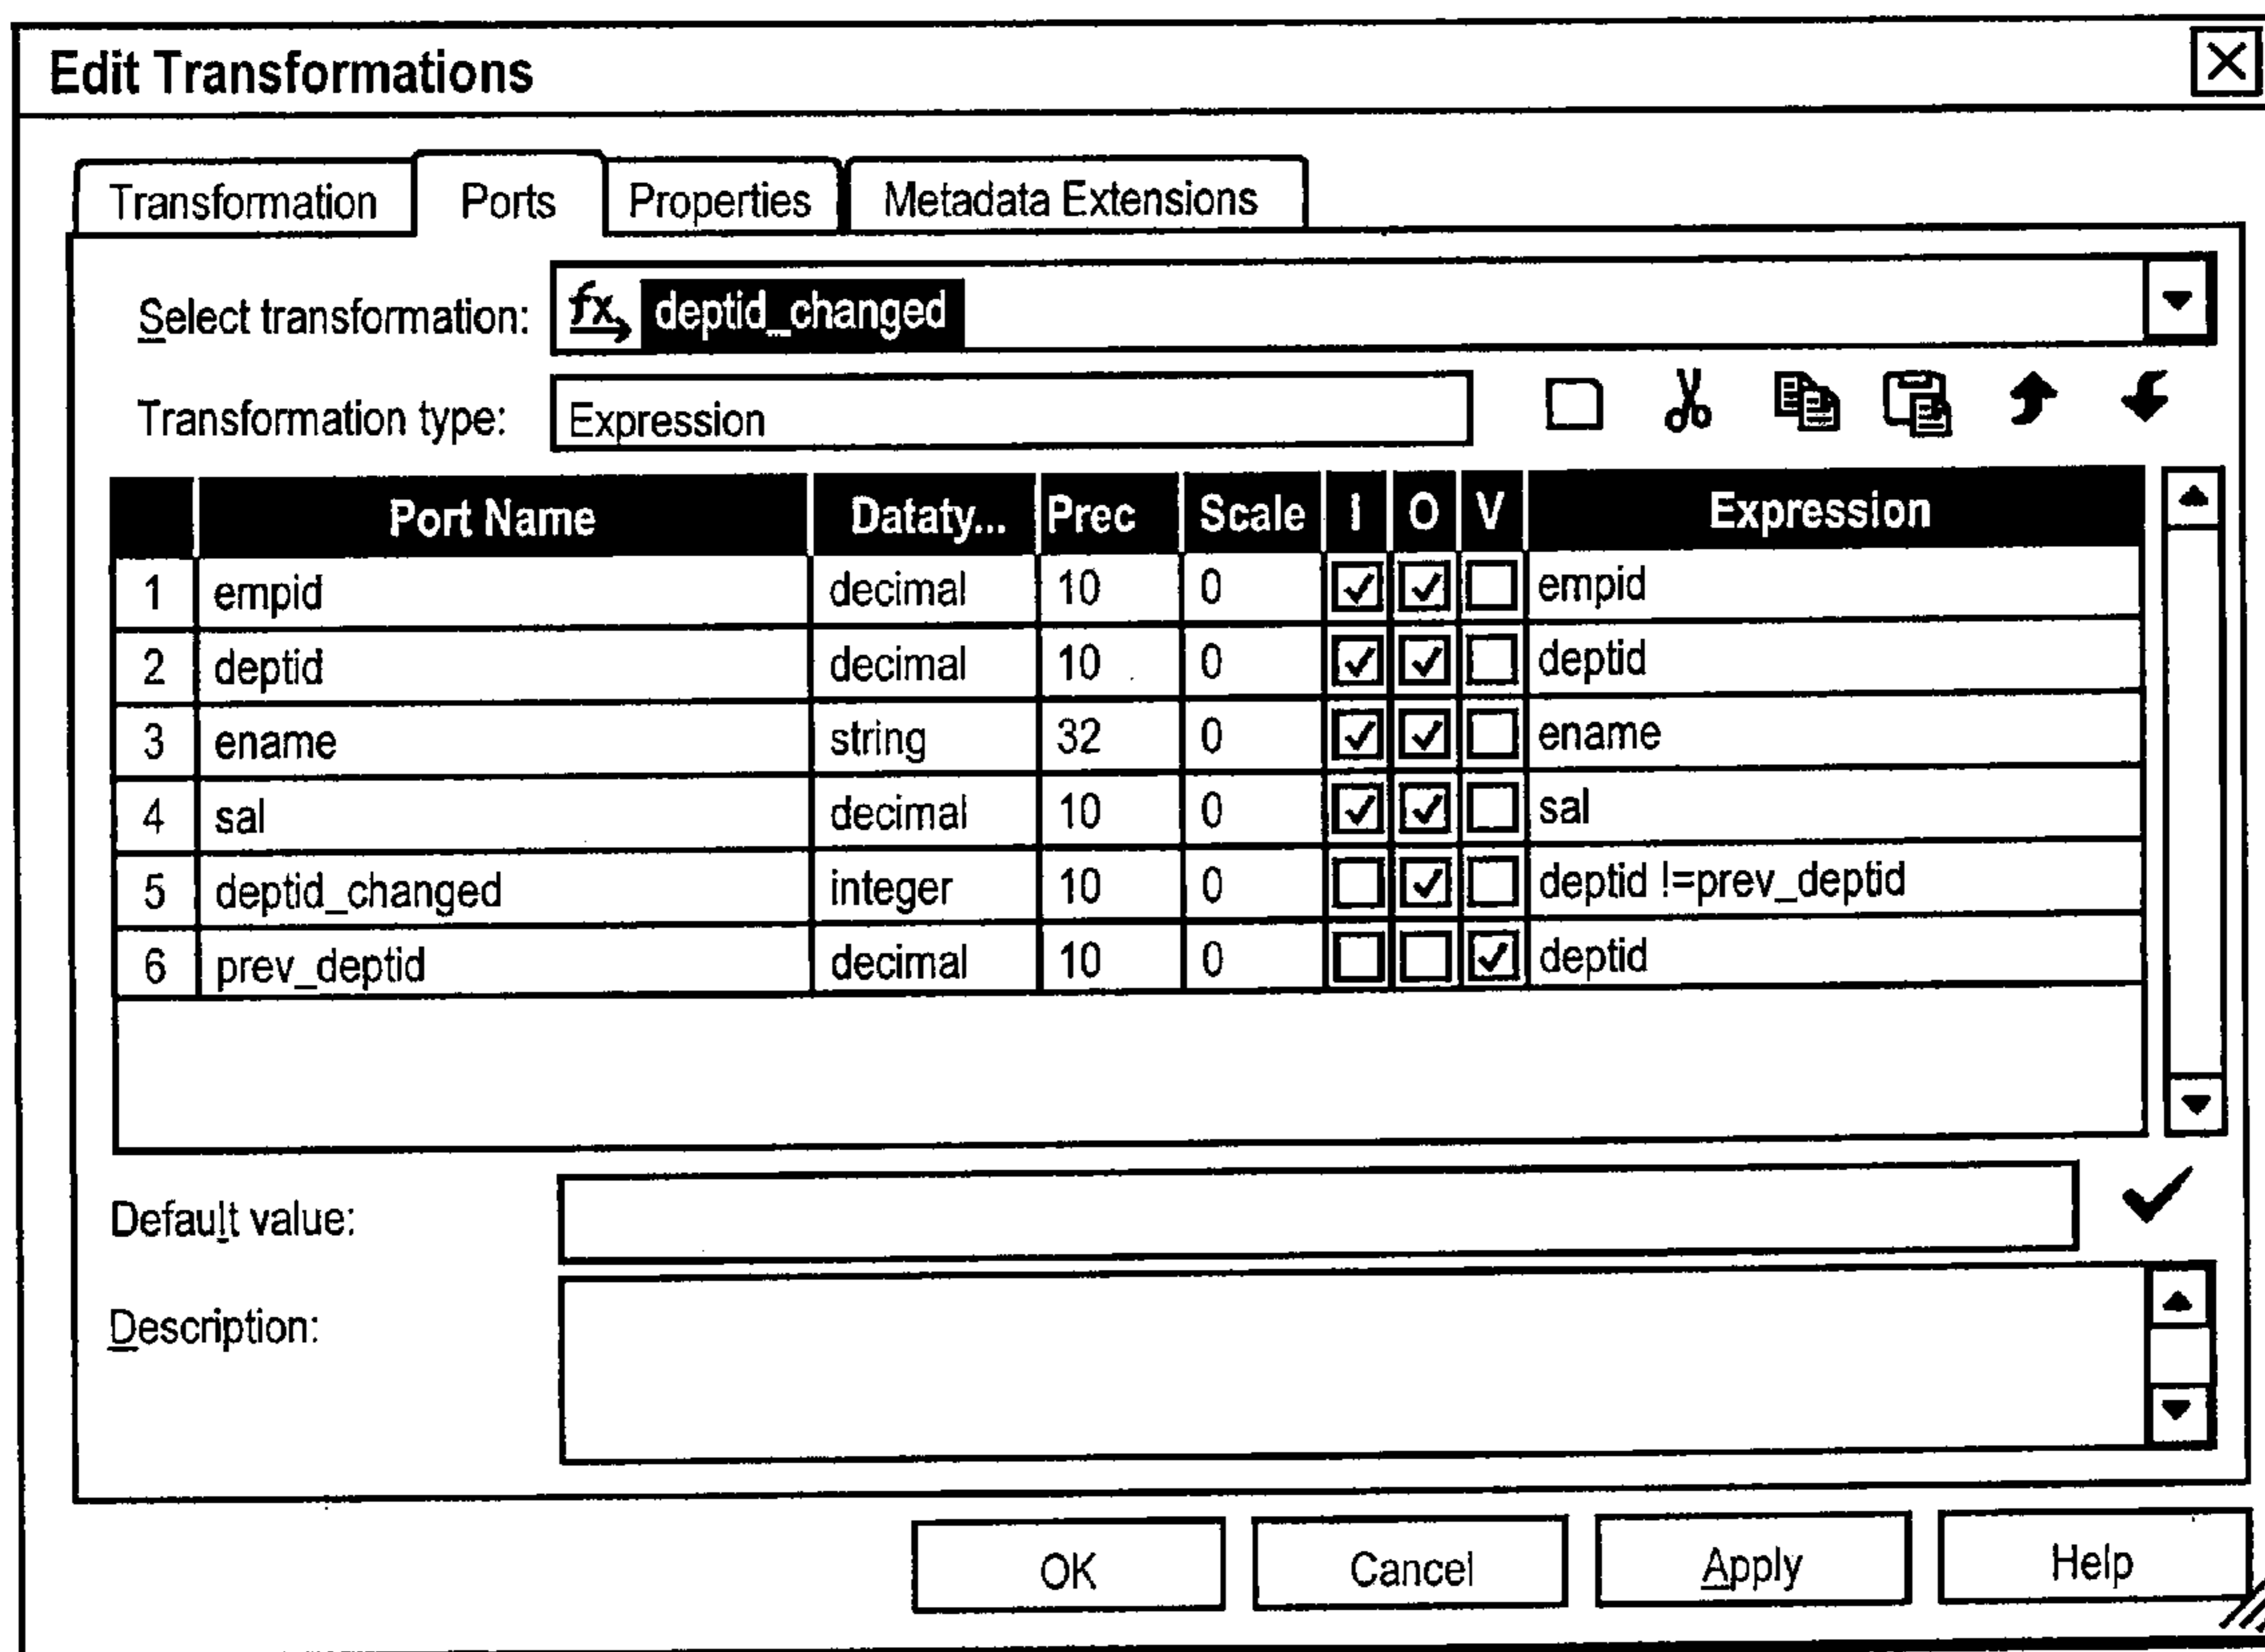 Edit Transformations
Transformation Ports Properties Metadata Extensions
Select transformation: fx deptid_changed
Transformation type: Expression
Port Name Dataty... Prec Scale I O V Expression
1 empid decimal 10 0 empid
2 deptid decimal 10 0 deptid
3 ename string 32 0 ename
4 sal decimal 10 0 sal
5 deptid_changed integer 10 0 deptid !=prev_deptid
6 prev_deptid decimal 10 0 deptid
Default value:
Description:
OK Cancel Apply Help